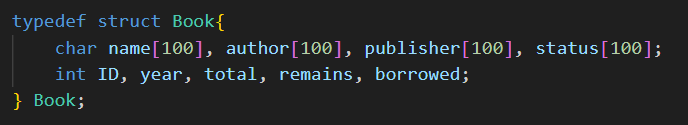 typedef struct Book{
    char name[100], author[100], publisher[100], status[100];
    int ID, year, total, remains, borrowed;
} Book;